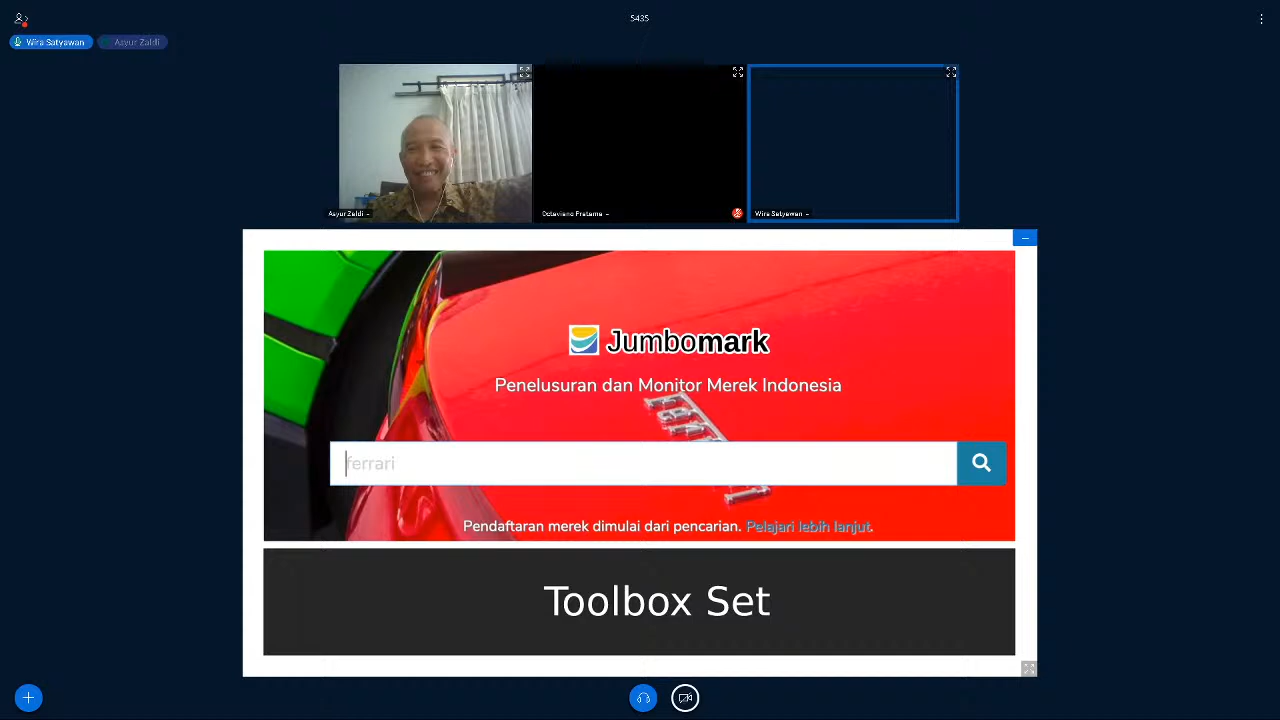 5435
Wira Satyawan
Asyur Zaldi
Asyur Zaldi
Octaviano Pratama
Wira Satyawan
Jumbomark
Penelusuran dan Monitor Merek Indonesia
ferrari
Pendaftaran merek dimulai dari pencarian. Pelajari lebih lanjut.
Toolbox Set